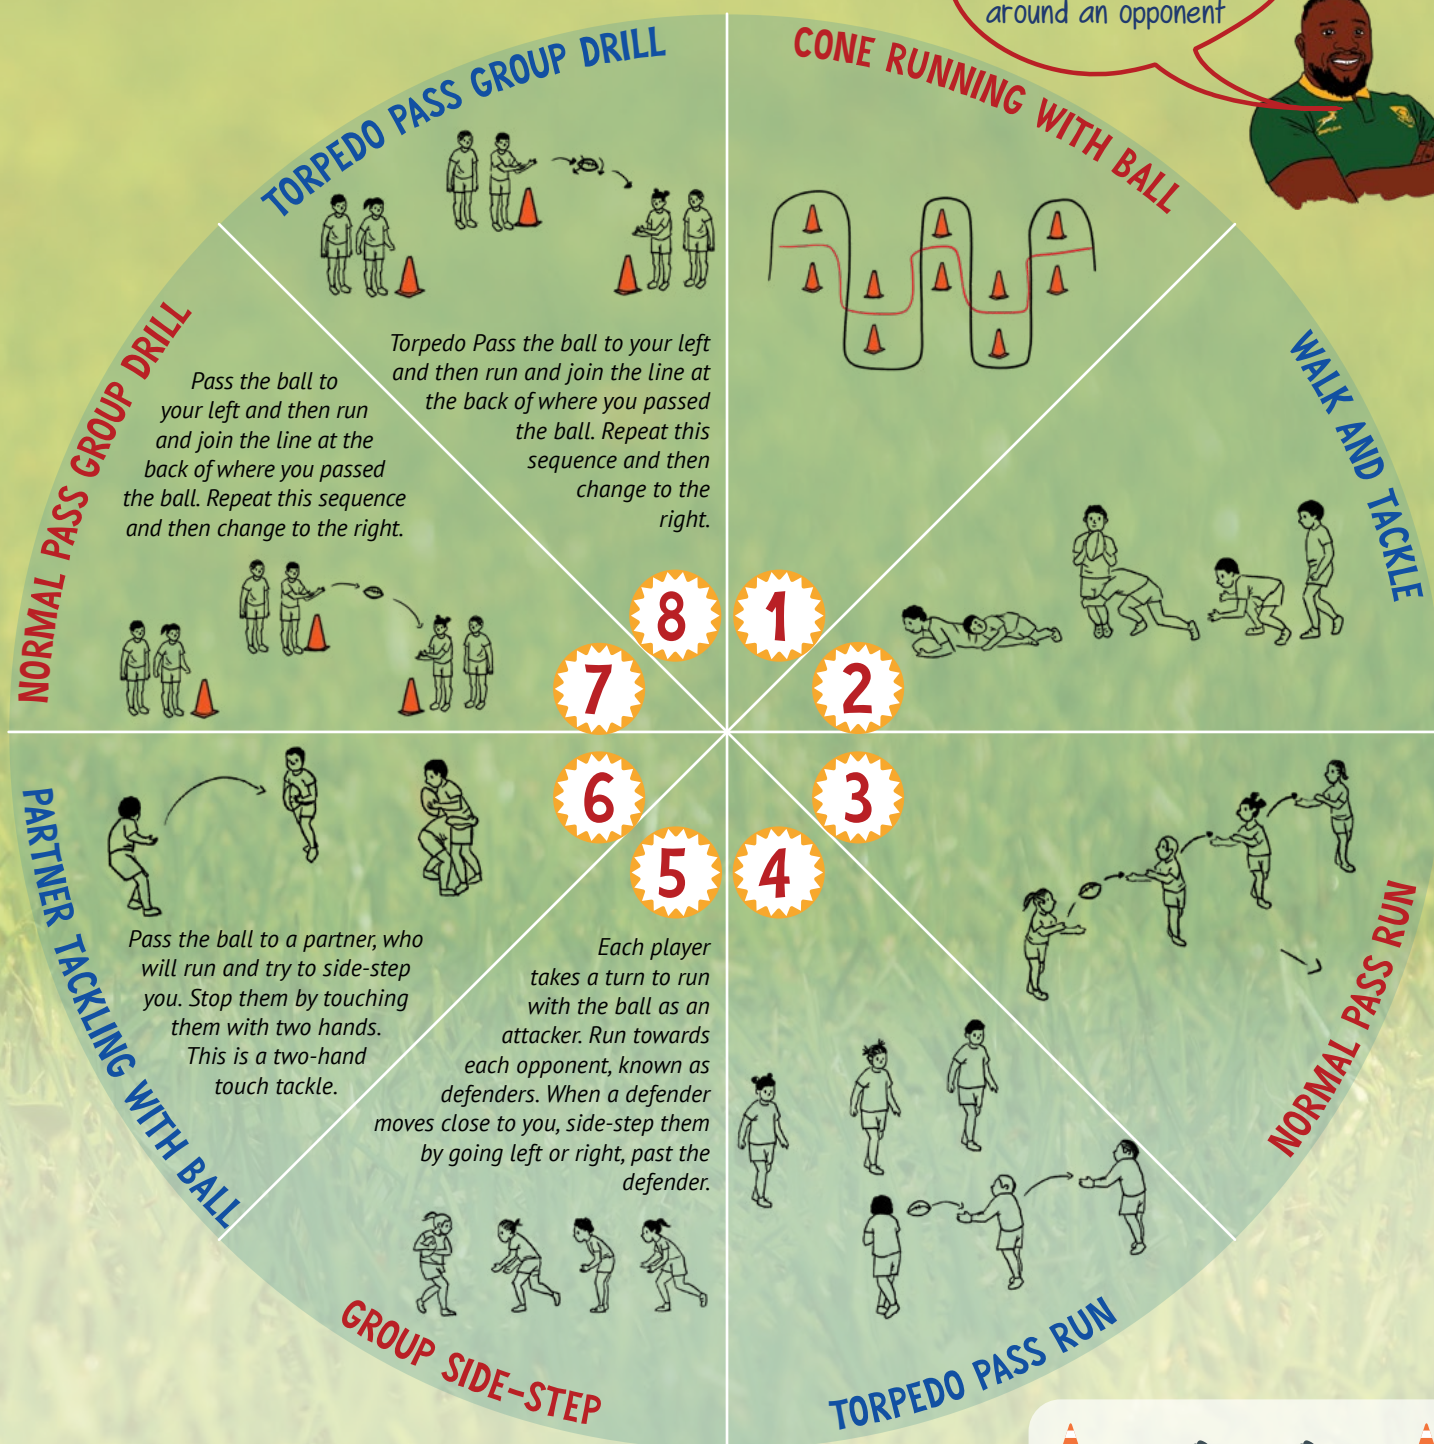 around an opponent
TORPEDO PASS GROUP DRILL
CONE RUNNING WITH BALL
Torpedo Pass the ball to your left
and then run and join the line at
the back of where you passed
the ball. Repeat this
sequence and then
change to the
right.
NORMAL PASS GROUP DRILL
Pass the ball to
your left and then run
and join the line at the
back of where you passed
the ball. Repeat this sequence
and then change to the right.
WALK AND TACKLE
8
1
7
2
6
3
5
4
PARTNER TACKLING WITH BALL
Pass the ball to a partner, who
will run and try to side-step
you. Stop them by touching
them with two hands.
This is a two-hand
touch tackle.
Each player
takes a turn to run
with the ball as an
attacker. Run towards
each opponent, known as
defenders. When a defender
moves close to you, side-step them
by going left or right, past the
defender.
NORMAL PASS RUN
GROUP SIDE-STEP
TORPEDO PASS RUN